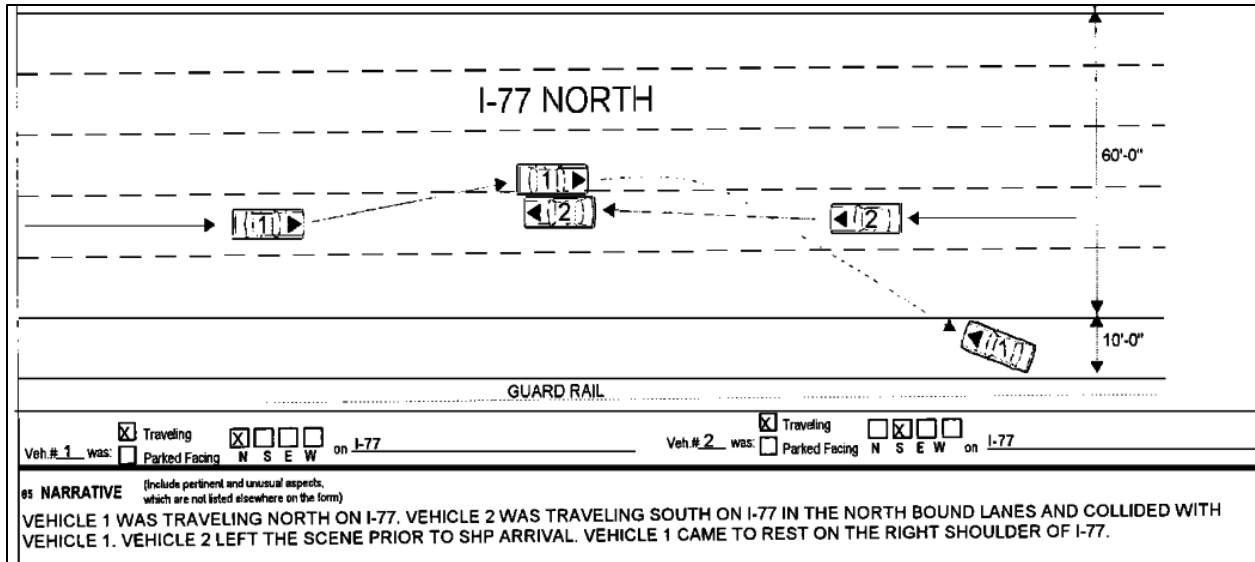 I-77 NORTH
60'-0"
1
2
1
2
10'-0"
GUARD RAIL
Veh.# 1 was: X Traveling Parked Facing X N S E W on I-77
Veh.# 2 was: X Traveling Parked Facing N X S E W on I-77
65 NARRATIVE (Include pertinent and unusual aspects, which are not listed elsewhere on the form)
VEHICLE 1 WAS TRAVELING NORTH ON I-77. VEHICLE 2 WAS TRAVELING SOUTH ON I-77 IN THE NORTH BOUND LANES AND COLLIDED WITH
VEHICLE 1. VEHICLE 2 LEFT THE SCENE PRIOR TO SHP ARRIVAL. VEHICLE 1 CAME TO REST ON THE RIGHT SHOULDER OF I-77.